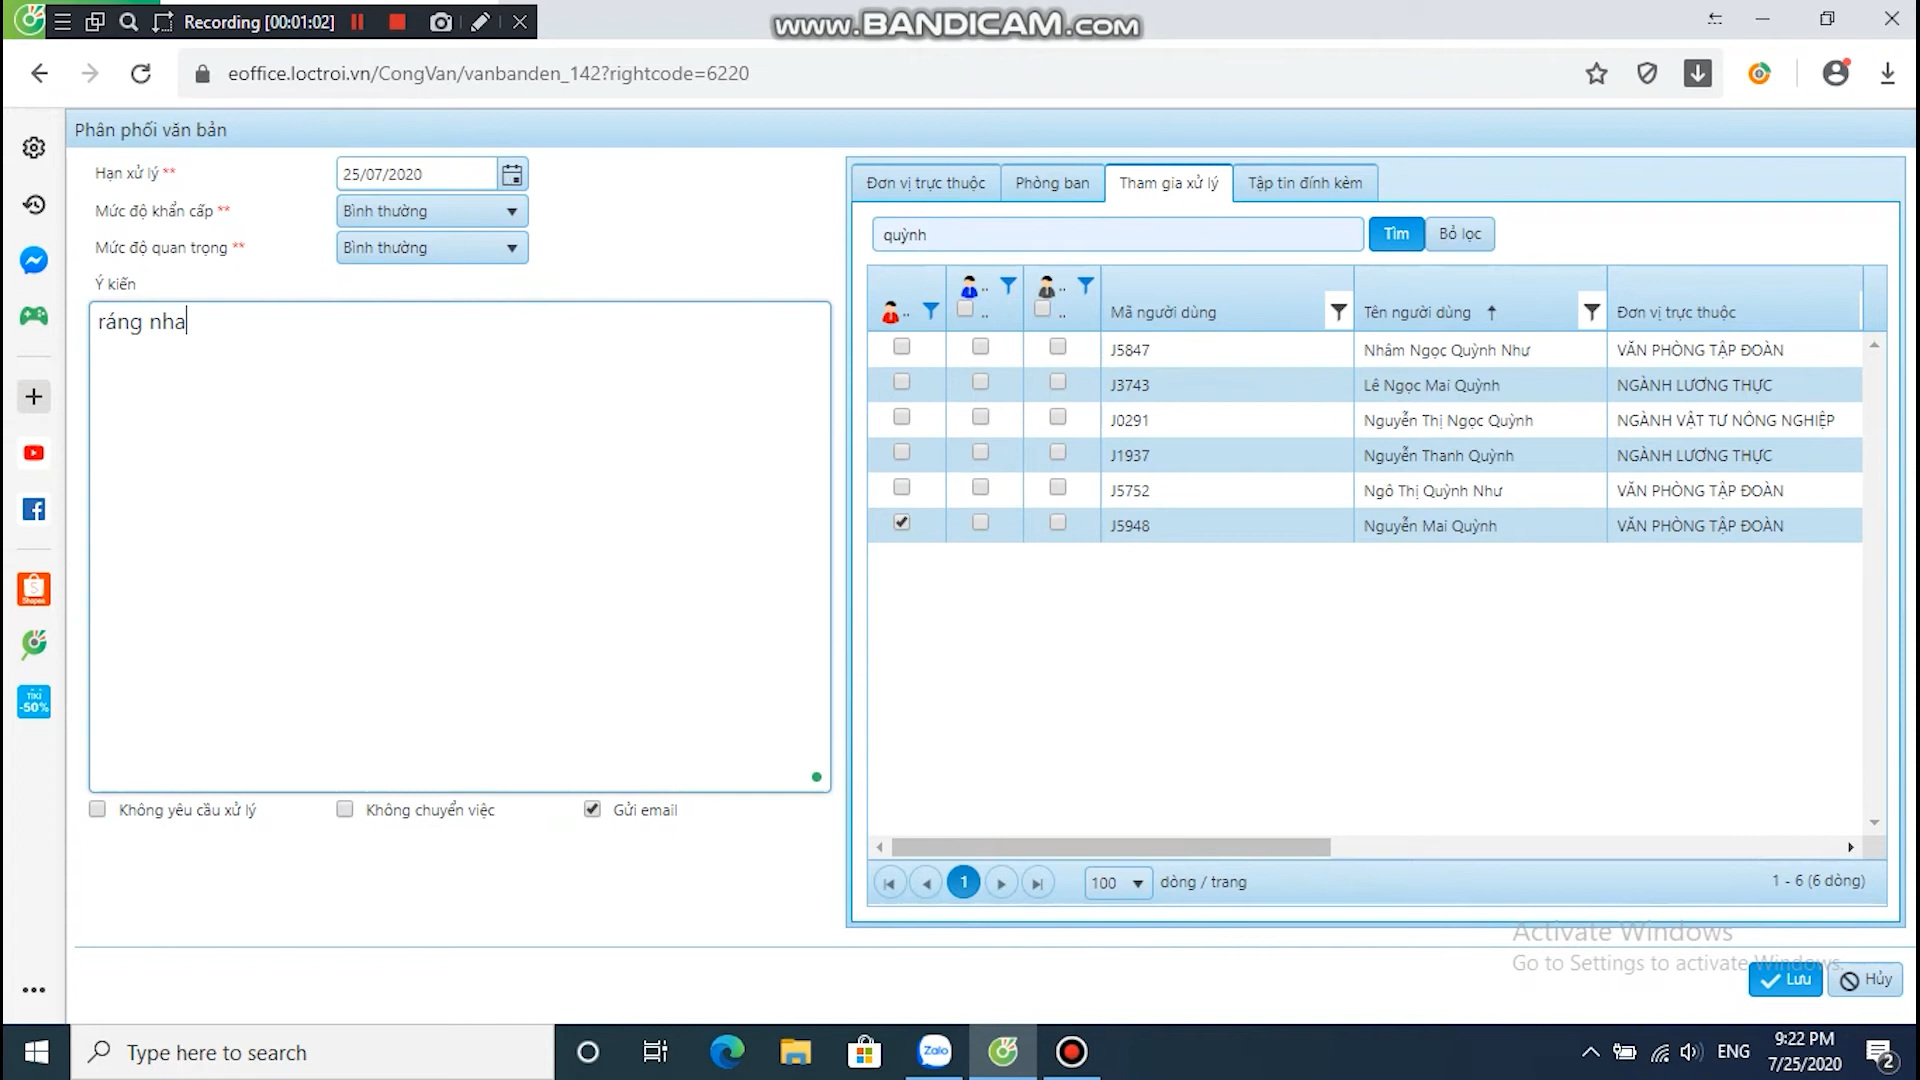 Recording [00:01:02]
www.BANDICAM.com
eoffice.loctroi.vn/CongVan/vanbanden_142?rightcode=6220
Phân phối văn bản
Hạn xử lý **
25/07/2020
Mức độ khẩn cấp **
Bình thường
Mức độ quan trọng **
Bình thường
Ý kiến
ráng nha
Không yêu cầu xử lý
Không chuyển việc
Gửi email
Đơn vị trực thuộc
Phòng ban
Tham gia xử lý
Tập tin đính kèm
quỳnh
Tìm
Bỏ lọc
.. .. ..
.. ..
Mã người dùng
Tên người dùng
Đơn vị trực thuộc
J5847 Nhâm Ngọc Quỳnh Như VĂN PHÒNG TẬP ĐOÀN
J3743 Lê Ngọc Mai Quỳnh NGÀNH LƯƠNG THỰC
J0291 Nguyễn Thị Ngọc Quỳnh NGÀNH VẬT TƯ NÔNG NGHIỆP
J1937 Nguyễn Thanh Quỳnh NGÀNH LƯƠNG THỰC
J5752 Ngô Thị Quỳnh Như VĂN PHÒNG TẬP ĐOÀN
J5948 Nguyễn Mai Quỳnh VĂN PHÒNG TẬP ĐOÀN
1
100
dòng / trang
1 - 6 (6 dòng)
Activate Windows
Go to Settings to activate Windows.
Lưu
Hủy
Shopee
TIKI
-50%
Type here to search
Zalo
ENG
9:22 PM
7/25/2020
2